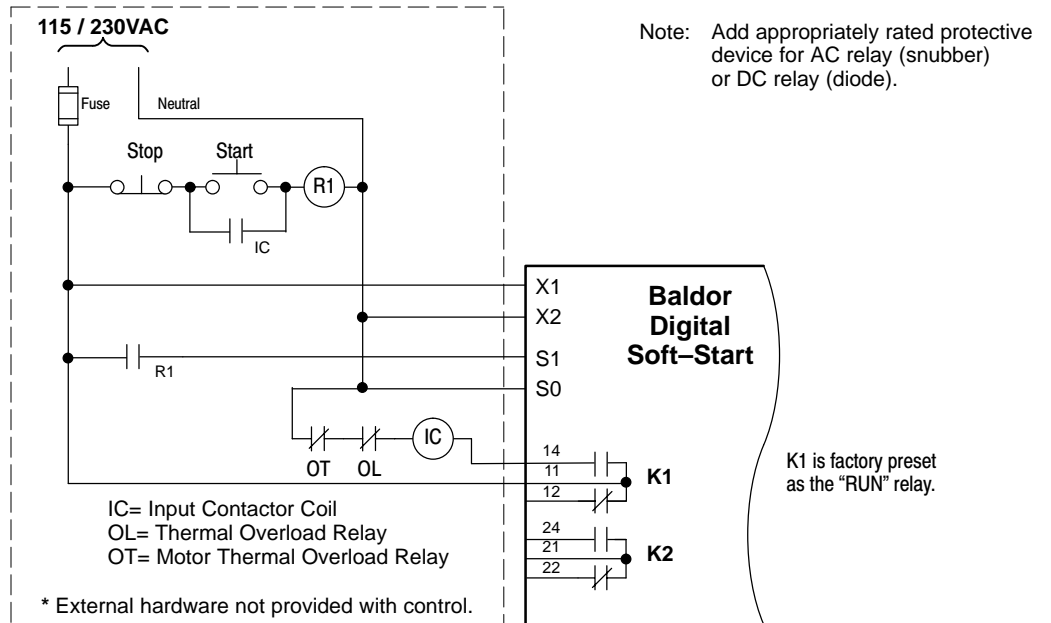 115 / 230VAC
Note: Add appropriately rated protective
device for AC relay (snubber)
or DC relay (diode).
Fuse
Neutral
Stop
Start
R1
IC
X1
X2
S1
S0
Baldor
Digital
Soft–Start
R1
IC
OT
OL
14
11
12
K1
K1 is factory preset
as the “RUN” relay.
24
21
22
K2
IC= Input Contactor Coil
OL= Thermal Overload Relay
OT= Motor Thermal Overload Relay
* External hardware not provided with control.